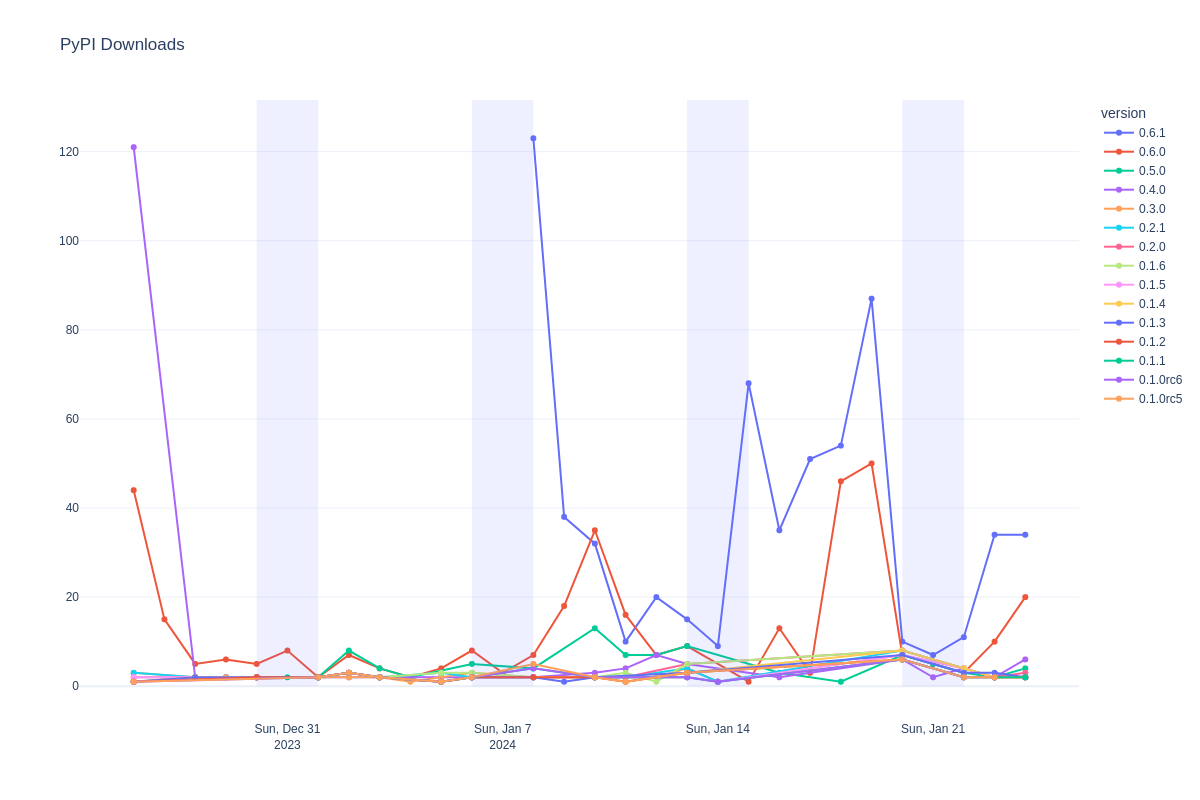 PyPI Downloads
version
0.6.1
0.6.0
0.5.0
0.4.0
0.3.0
0.2.1
0.2.0
0.1.6
0.1.5
0.1.4
0.1.3
0.1.2
0.1.1
0.1.0rc6
0.1.0rc5
120
100
80
60
40
20
0
Sun, Dec 31
2023
Sun, Jan 7
2024
Sun, Jan 14
Sun, Jan 21